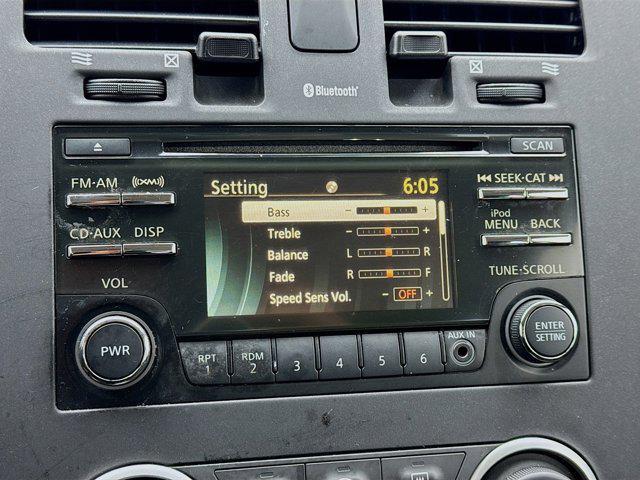 Bluetooth®
SCAN
FM·AM ((XM))
Setting 6:05
SEEK·CAT
Bass - +
Treble - +
Balance L R
Fade R F
Speed Sens Vol. - OFF +
CD·AUX DISP
iPod
MENU BACK
VOL
TUNE·SCROLL
PWR
RPT
1
RDM
2
3
4
5
6
AUX IN
ENTER
SETTING